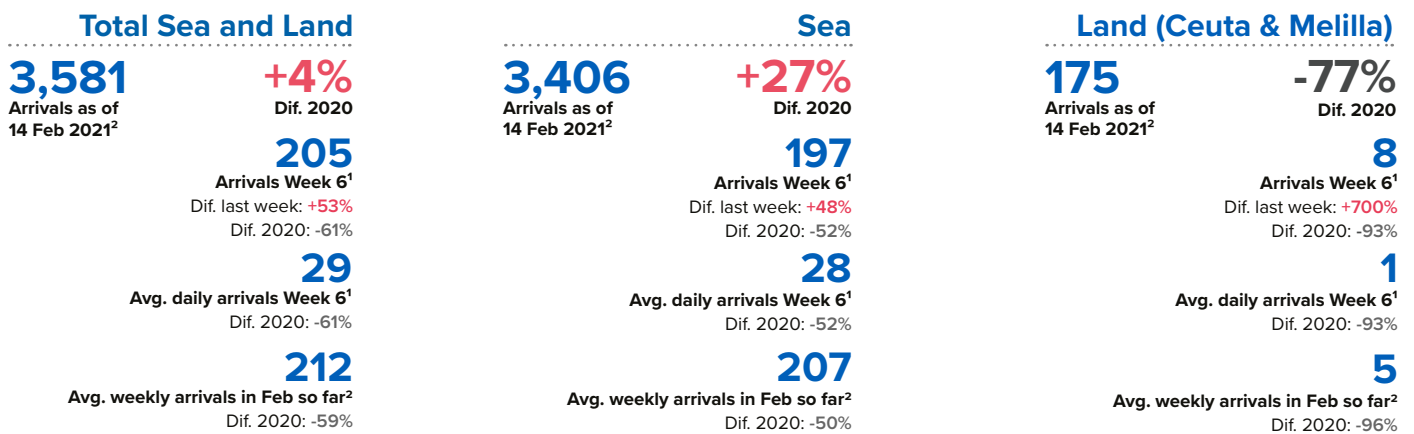 Total Sea and Land
3,581
Arrivals as of
14 Feb 2021²
+4%
Dif. 2020
205
Arrivals Week 6¹
Dif. last week: +53%
Dif. 2020: -61%
29
Avg. daily arrivals Week 6¹
Dif. 2020: -61%
212
Avg. weekly arrivals in Feb so far²
Dif. 2020: -59%
Sea
3,406
Arrivals as of
14 Feb 2021²
+27%
Dif. 2020
197
Arrivals Week 6¹
Dif. last week: +48%
Dif. 2020: -52%
28
Avg. daily arrivals Week 6¹
Dif. 2020: -52%
207
Avg. weekly arrivals in Feb so far²
Dif. 2020: -50%
Land (Ceuta & Melilla)
175
Arrivals as of
14 Feb 2021²
-77%
Dif. 2020
8
Arrivals Week 6¹
Dif. last week: +700%
Dif. 2020: -93%
1
Avg. daily arrivals Week 6¹
Dif. 2020: -93%
5
Avg. weekly arrivals in Feb so far²
Dif. 2020: -96%